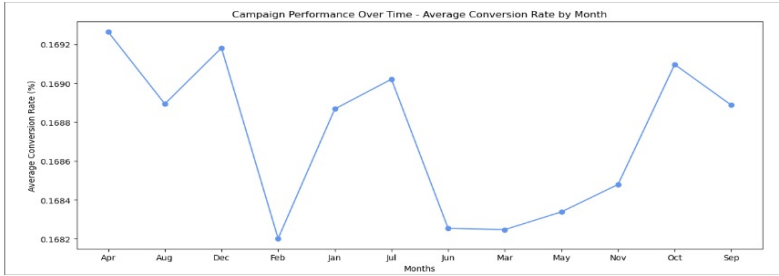 Campaign Performance Over Time - Average Conversion Rate by Month
Average Conversion Rate (%)
0.1692
0.1690
0.1688
0.1686
0.1684
0.1682
Apr Aug Dec Feb Jan Jul Jun Mar May Nov Oct Sep
Months